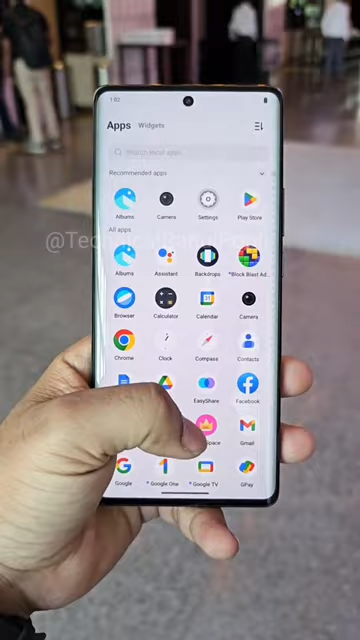 1:02
Apps Widgets
Search local apps
Recommended apps
Albums Camera Settings Play Store
All apps
Albums Assistant Backdrops Block Blast Ad...
Browser Calculator Calendar Camera
Chrome Clock Compass Contacts
EasyShare Facebook
Gmail
Google Google One Google TV GPay